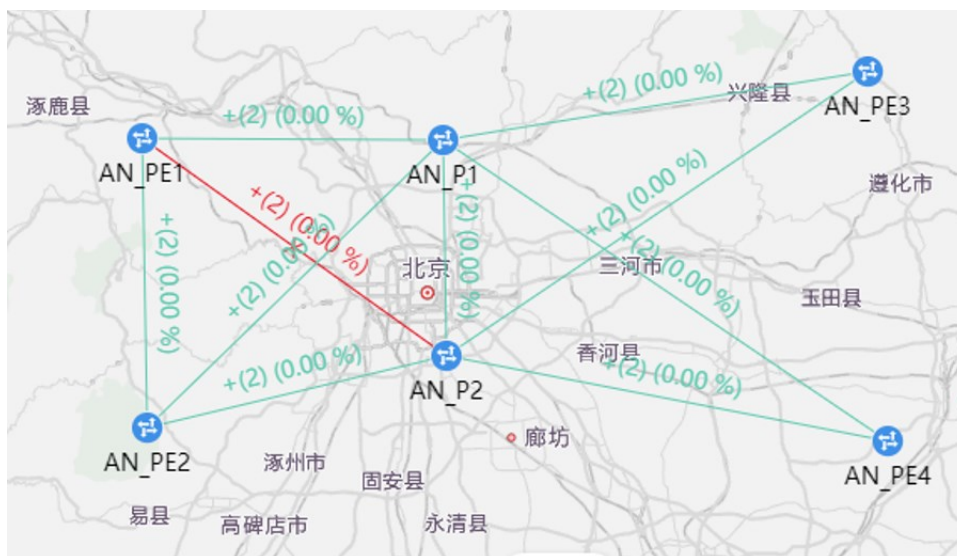 +(2) (0.00 %)
兴隆县
AN_PE3
涿鹿县
+(2) (0.00 %)
AN_PE1
AN_P1
遵化市
+(2) (0.00 %)
+(2) (0.00 %)
+(2) (0.00 %)
+(2) (0.00 %)
+(2) (0.00 %)
北京
三河市
+(2) (0.00 %)
玉田县
香河县
+(2) (0.00 %)
+(2) (0.00 %)
AN_P2
廊坊
AN_PE2
涿州市
固安县
AN_PE4
易县
高碑店市
永清县